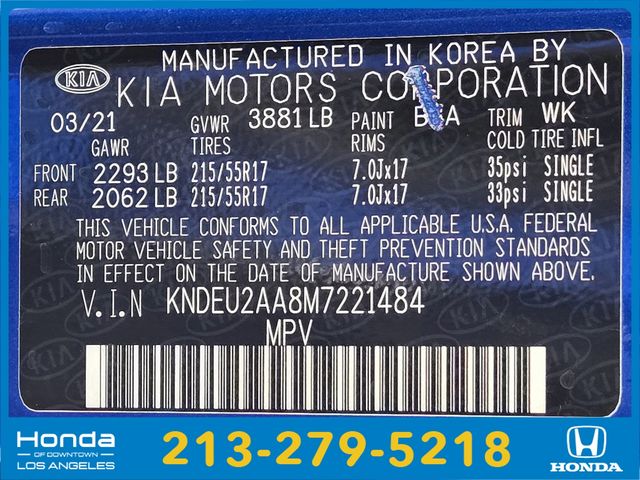 MANUFACTURED IN KOREA BY
KIA KIA MOTORS CORPORATION
03/21 GVWR 3881 LB PAINT TRIM WK
GAWR TIRES RIMS COLD TIRE INFL
FRONT 2293 LB 215/55R17 7.0Jx17 35psi SINGLE
REAR 2062 LB 215/55R17 7.0Jx17 33psi SINGLE
THIS VEHICLE CONFORMS TO ALL APPLICABLE U.S.A. FEDERAL
MOTOR VEHICLE SAFETY AND THEFT PREVENTION STANDARDS
IN EFFECT ON THE DATE OF MANUFACTURE SHOWN ABOVE.
V.I.N KNDEU2AA8M7221484
MPV
Honda
OF DOWNTOWN
LOS ANGELES
213-279-5218
HONDA